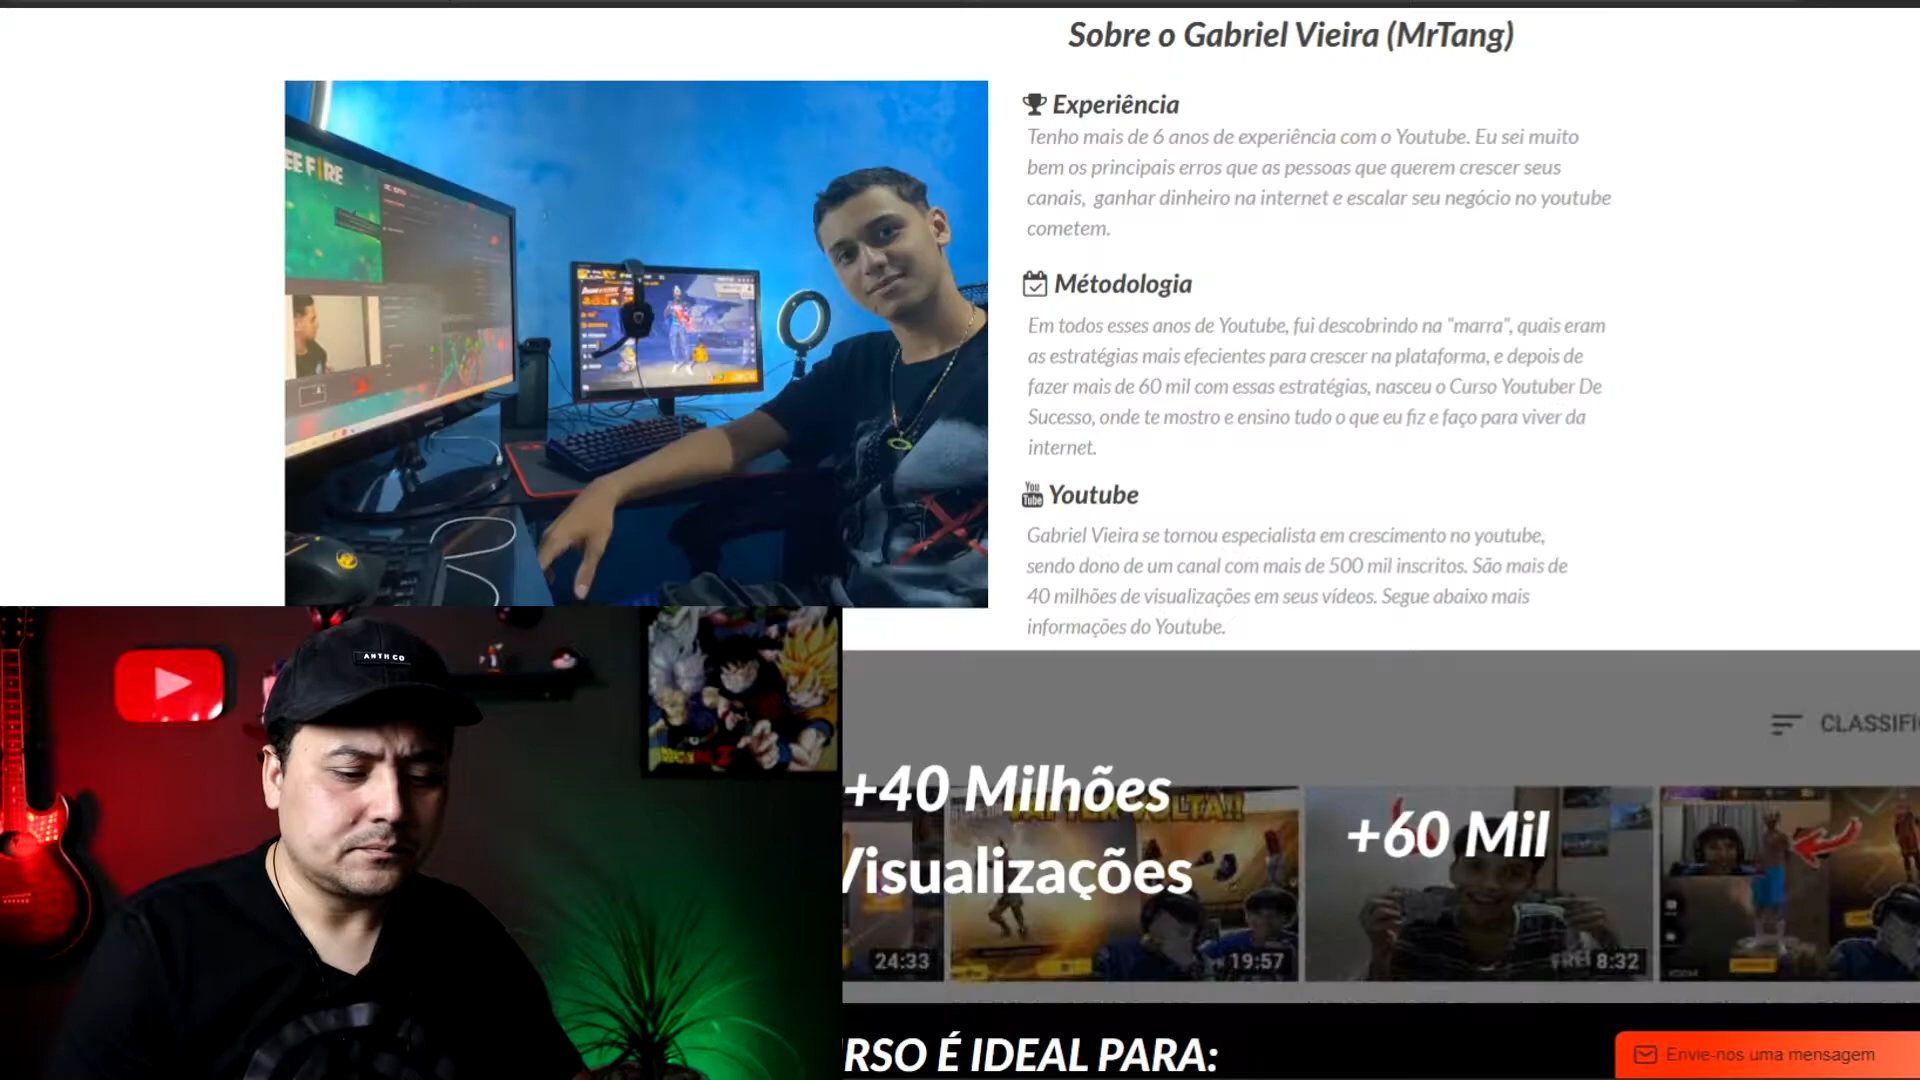 Sobre o Gabriel Vieira (MrTang)
Experiência
Tenho mais de 6 anos de experiência com o Youtube. Eu sei muito
bem os principais erros que as pessoas que querem crescer seus
canais, ganhar dinheiro na internet e escalar seu negócio no youtube
cometem.
Métodologia
Em todos esses anos de Youtube, fui descobrindo na "marra", quais eram
as estratégias mais efecientes para crescer na plataforma, e depois de
fazer mais de 60 mil com essas estratégias, nasceu o Curso Youtuber De
Sucesso, onde te mostro e ensino tudo o que eu fiz e faço para viver da
internet.
You
Tube
Youtube
Gabriel Vieira se tornou especialista em crescimento no youtube,
sendo dono de um canal com mais de 500 mil inscritos. São mais de
40 milhões de visualizações em seus vídeos. Segue abaixo mais
informações do Youtube.
EE FIRE
ANTH CO
CLASSIFI
+40 Milhões
Visualizações
+60 Mil
24:33
19:57
8:32
RSO É IDEAL PARA:
Envie-nos uma mensagem